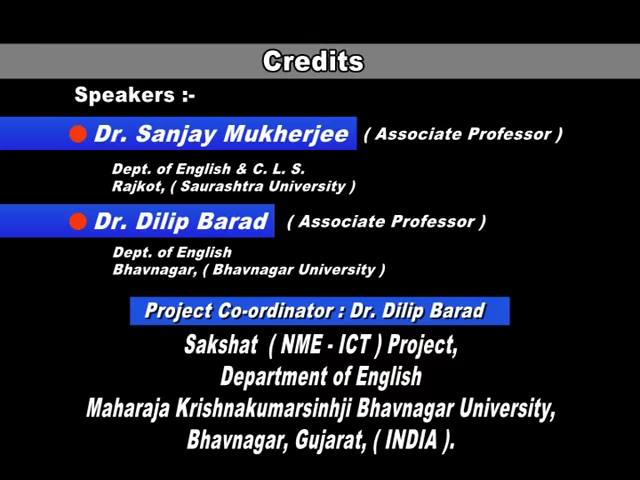 Credits
Speakers :-
Dr. Sanjay Mukherjee ( Associate Professor )
Dept. of English & C. L. S.
Rajkot, ( Saurashtra University )
Dr. Dilip Barad ( Associate Professor )
Dept. of English
Bhavnagar, ( Bhavnagar University )
Project Co-ordinator : Dr. Dilip Barad
Sakshat ( NME - ICT ) Project,
Department of English
Maharaja Krishnakumarsinhji Bhavnagar University,
Bhavnagar, Gujarat, ( INDIA ).